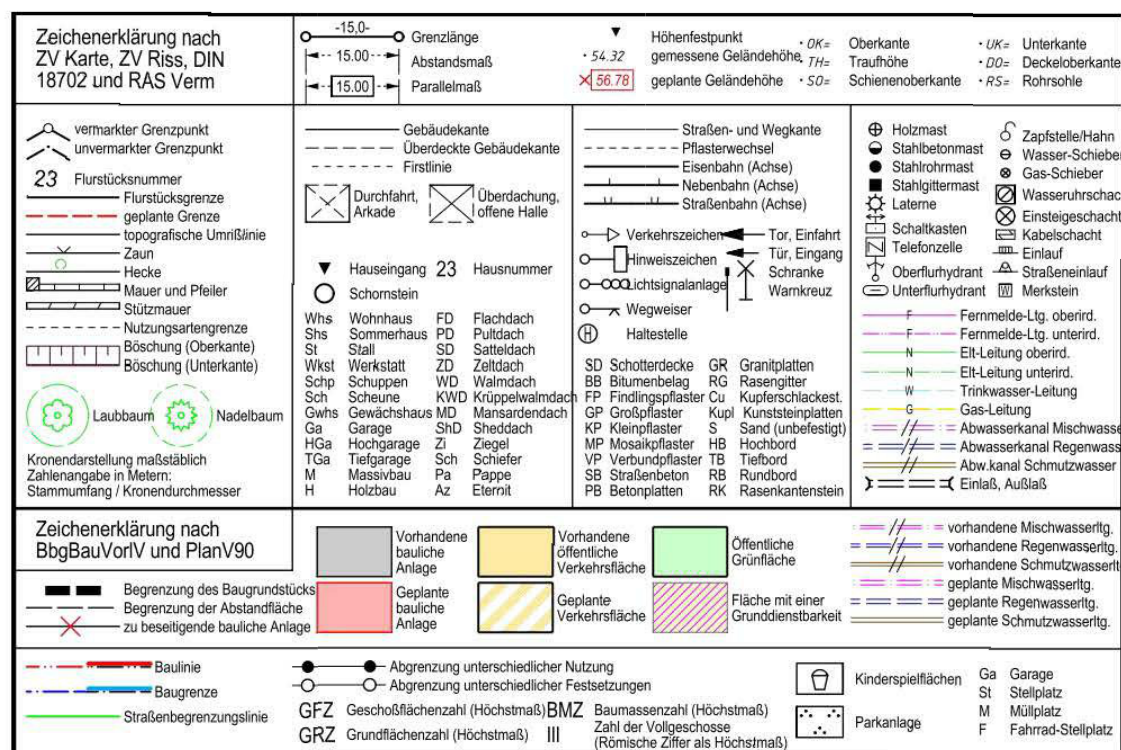 Zeichenerklärung nach
ZV Karte, ZV Riss, DIN
18702 und RAS Verm
-15,0-
Grenzlänge
15.00
Abstandsmaß
15.00
Parallelmaß
Höhenfestpunkt
54.32
gemessene Geländehöhe
56.78
geplante Geländehöhe
OK= Oberkante
TH= Traufhöhe
SO= Schienenoberkante
UK= Unterkante
DO= Deckeloberkante
RS= Rohrsohle
vermarkter Grenzpunkt
unvermarkter Grenzpunkt
23 Flurstücksnummer
Flurstücksgrenze
geplante Grenze
topografische Umrißlinie
Zaun
Hecke
Mauer und Pfeiler
Stützmauer
Nutzungsartengrenze
Böschung (Oberkante)
Böschung (Unterkante)
Laubbaum
Nadelbaum
Kronendarstellung maßstäblich
Zahlenangabe in Metern:
Stammumfang / Kronendurchmesser
Gebäudekante
Überdeckte Gebäudekante
Firstlinie
Durchfahrt,
Arkade
Überdachung,
offene Halle
Hauseingang 23 Hausnummer
Schornstein
Whs Wohnhaus FD Flachdach
Shs Sommerhaus PD Pultdach
St Stall SD Satteldach
Wkst Werkstatt ZD Zeltdach
Schp Schuppen WD Walmdach
Sch Scheune KWD Krüppelwalmdach
Gwhs Gewächshaus MD Mansardendach
Ga Garage ShD Sheddach
HGa Hochgarage Zi Ziegel
TGa Tiefgarage Sch Schiefer
M Massivbau Pa Pappe
H Holzbau Az Eternit
Straßen- und Wegkante
Pflasterwechsel
Eisenbahn (Achse)
Nebenbahn (Achse)
Straßenbahn (Achse)
Verkehrszeichen
Tor, Einfahrt
Hinweiszeichen
Tür, Eingang
Lichtsignalanlage
Schranke
Warnkreuz
Wegweiser
H Haltestelle
SD Schotterdecke GR Granitplatten
BB Bitumenbelag RG Rasengitter
FP Findlingspflaster Cu Kupferschlackest.
GP Großpflaster Kupl Kunststeinplatten
KP Kleinpflaster S Sand (unbefestigt)
MP Mosaikpflaster HB Hochbord
VP Verbundpflaster TB Tiefbord
SB Straßenbeton RB Rundbord
PB Betonplatten RK Rasenkantenstein
Holzmast
Stahlbetonmast
Stahlrohrmast
Stahlgittermast
Laterne
Schaltkasten
Telefonzelle
Oberflurhydrant
Unterflurhydrant
Zapfstelle/Hahn
Wasser-Schieber
Gas-Schieber
Wasseruhrschac
Einsteigeschacht
Kabelschacht
Einlauf
Straßeneinlauf
W Merkstein
F Fernmelde-Ltg. oberird.
F Fernmelde-Ltg. unterird.
N Elt-Leitung oberird.
N Elt-Leitung unterird.
W Trinkwasser-Leitung
G Gas-Leitung
Abwasserkanal Mischwasse
Abwasserkanal Regenwass
Abw.kanal Schmutzwasser
Einlaß, Außlaß
Zeichenerklärung nach
BbgBauVorlV und PlanV90
Begrenzung des Baugrundstücks
Begrenzung der Abstandfläche
zu beseitigende bauliche Anlage
Vorhandene
bauliche
Anlage
Geplante
bauliche
Anlage
Vorhandene
öffentliche
Verkehrsfläche
Geplante
Verkehrsfläche
Öffentliche
Grünfläche
Fläche mit einer
Grunddienstbarkeit
vorhandene Mischwasserltg.
vorhandene Regenwasserltg.
vorhandene Schmutzwasserltg
geplante Mischwasserltg.
geplante Regenwasserltg.
geplante Schmutzwasserltg.
Baulinie
Baugrenze
Straßenbegrenzungslinie
Abgrenzung unterschiedlicher Nutzung
Abgrenzung unterschiedlicher Festsetzungen
GFZ Geschoßflächenzahl (Höchstmaß)
GRZ Grundflächenzahl (Höchstmaß)
BMZ Baumassenzahl (Höchstmaß)
III Zahl der Vollgeschosse
(Römische Ziffer als Höchstmaß)
Kinderspielflächen
Parkanlage
Ga Garage
St Stellplatz
M Müllplatz
F Fahrrad-Stellplatz